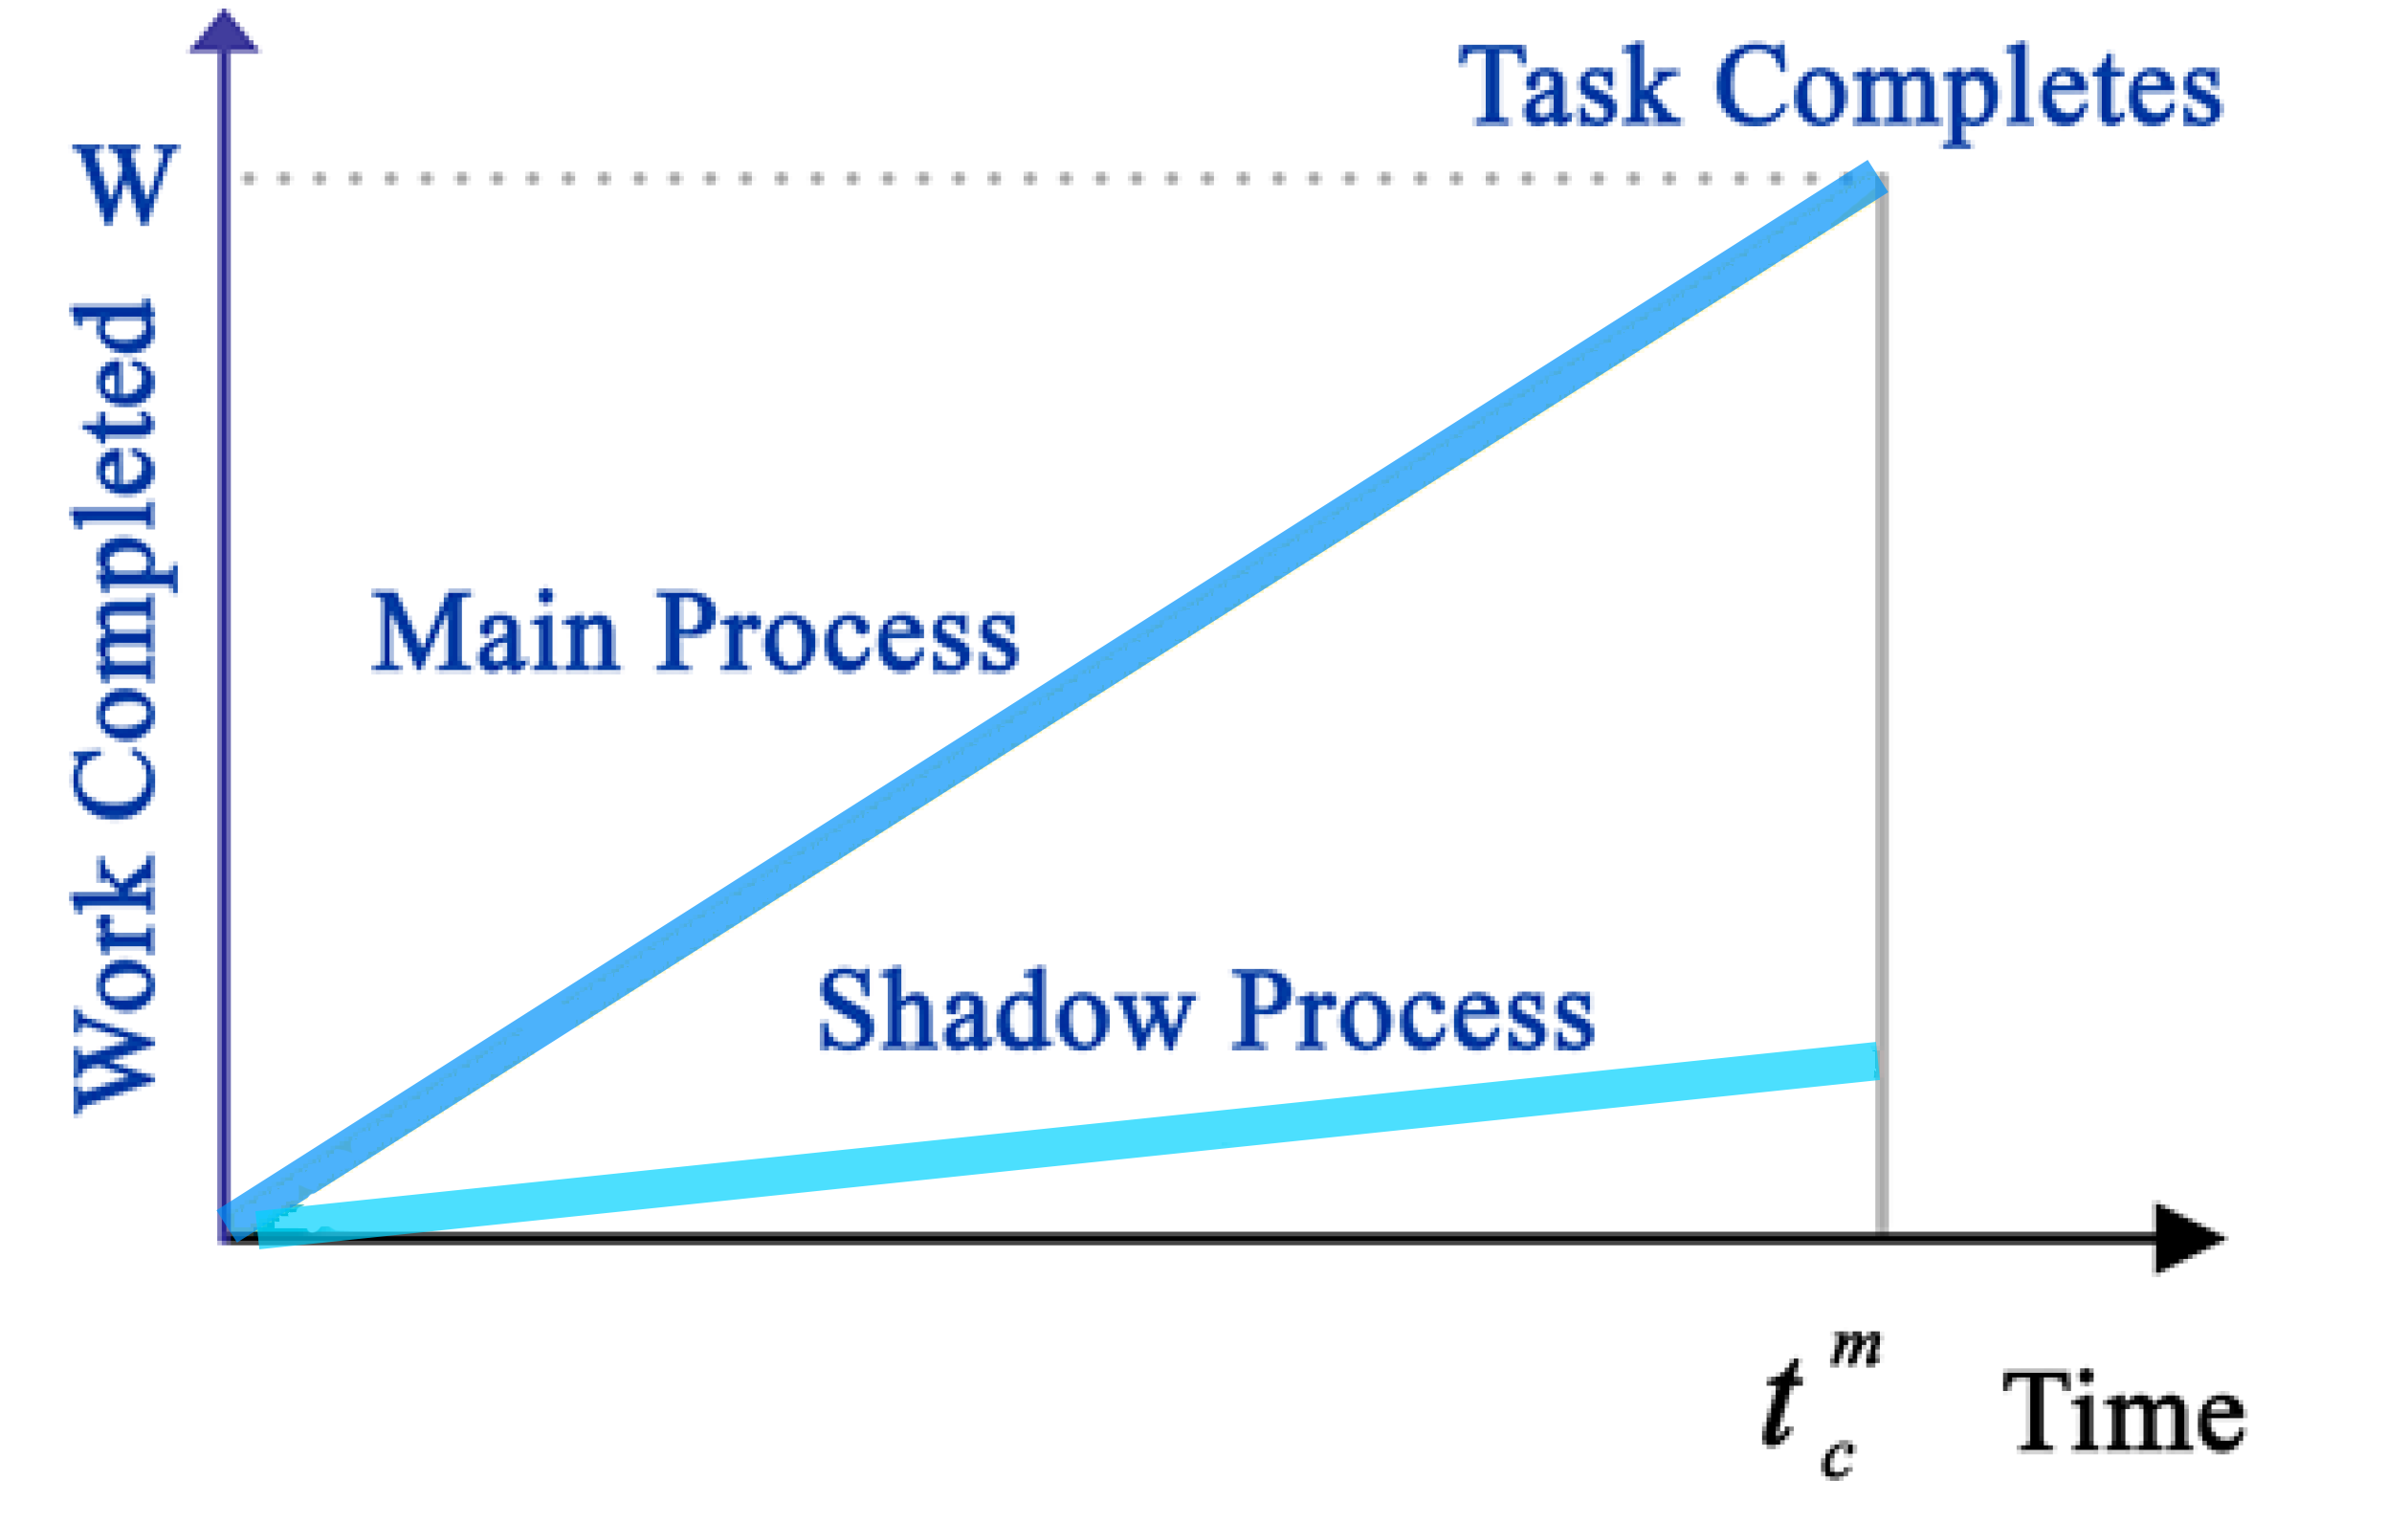 Task Completes
W
Work Completed
Main Process
Shadow Process
t_c^m
Time